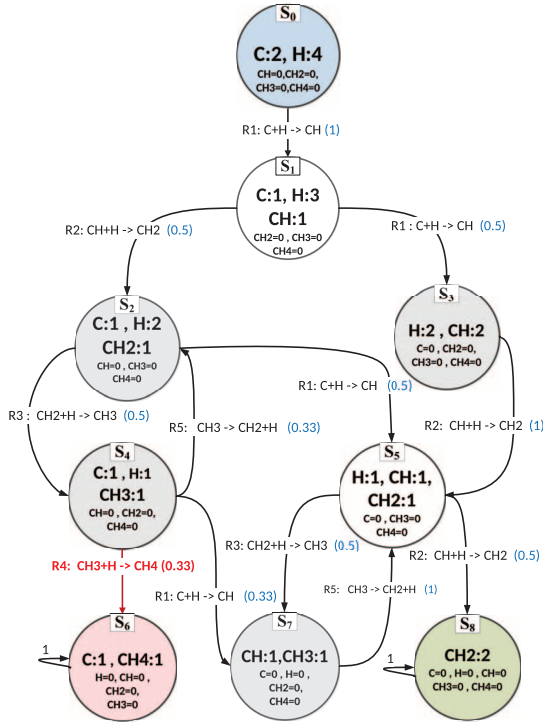 S0
C:2, H:4
CH=0,CH2=0,
CH3=0,CH4=0
R1: C+H -> CH (1)
S1
C:1, H:3
CH:1
CH2=0 , CH3=0
CH4=0
R2: CH+H -> CH2 (0.5)
R1 : C+H -> CH (0.5)
S2
C:1 , H:2
CH2:1
CH=0 , CH3=0
CH4=0
S3
H:2 , CH:2
C=0 , CH2=0,
CH3=0 , CH4=0
R1: C+H -> CH (0.5)
R3 : CH2+H -> CH3 (0.5)
R5: CH3 -> CH2+H (0.33)
R2: CH+H -> CH2 (1)
S4
C:1 , H:1
CH3:1
CH=0 , CH2=0,
CH4=0
S5
H:1, CH:1,
CH2:1
C=0 , CH3=0
CH4=0
R4: CH3+H -> CH4 (0.33)
R3: CH2+H -> CH3 (0.5)
R2: CH+H -> CH2 (0.5)
R1: C+H -> CH (0.33)
R5: CH3 -> CH2+H (1)
S6
C:1 , CH4:1
H=0, CH=0 ,
CH2=0,
CH3=0
1
S7
CH:1,CH3:1
C=0 , H=0 ,
CH2=0,
CH4=0
S8
CH2:2
C=0 , H=0 , CH=0
CH3=0 , CH4=0
1